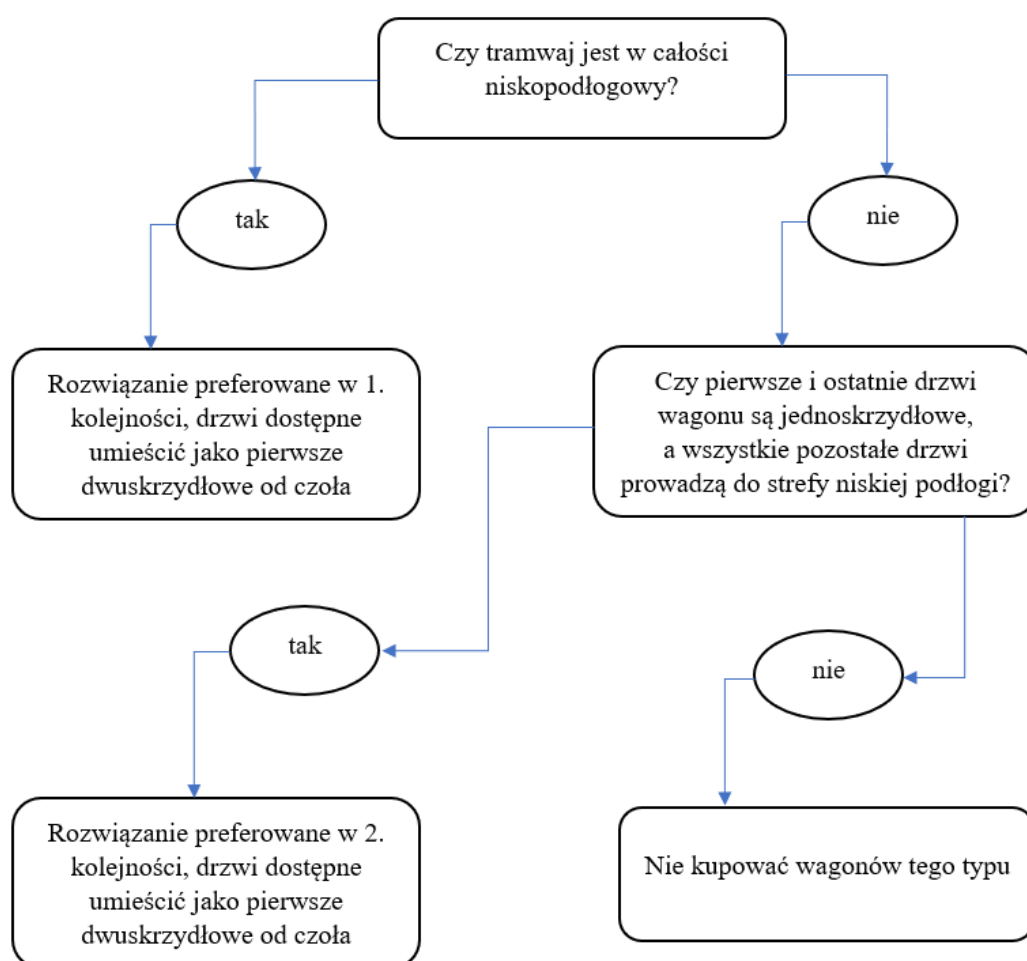 Czy tramwaj jest w całości
niskopodłogowy?
tak
nie
Rozwiązanie preferowane w 1.
kolejności, drzwi dostępne
umieścić jako pierwsze
dwuskrzydłowe od czoła
Czy pierwsze i ostatnie drzwi
wagonu są jednoskrzydłowe,
a wszystkie pozostałe drzwi
prowadzą do strefy niskiej podłogi?
tak
nie
Rozwiązanie preferowane w 2.
kolejności, drzwi dostępne
umieścić jako pierwsze
dwuskrzydłowe od czoła
Nie kupować wagonów tego typu